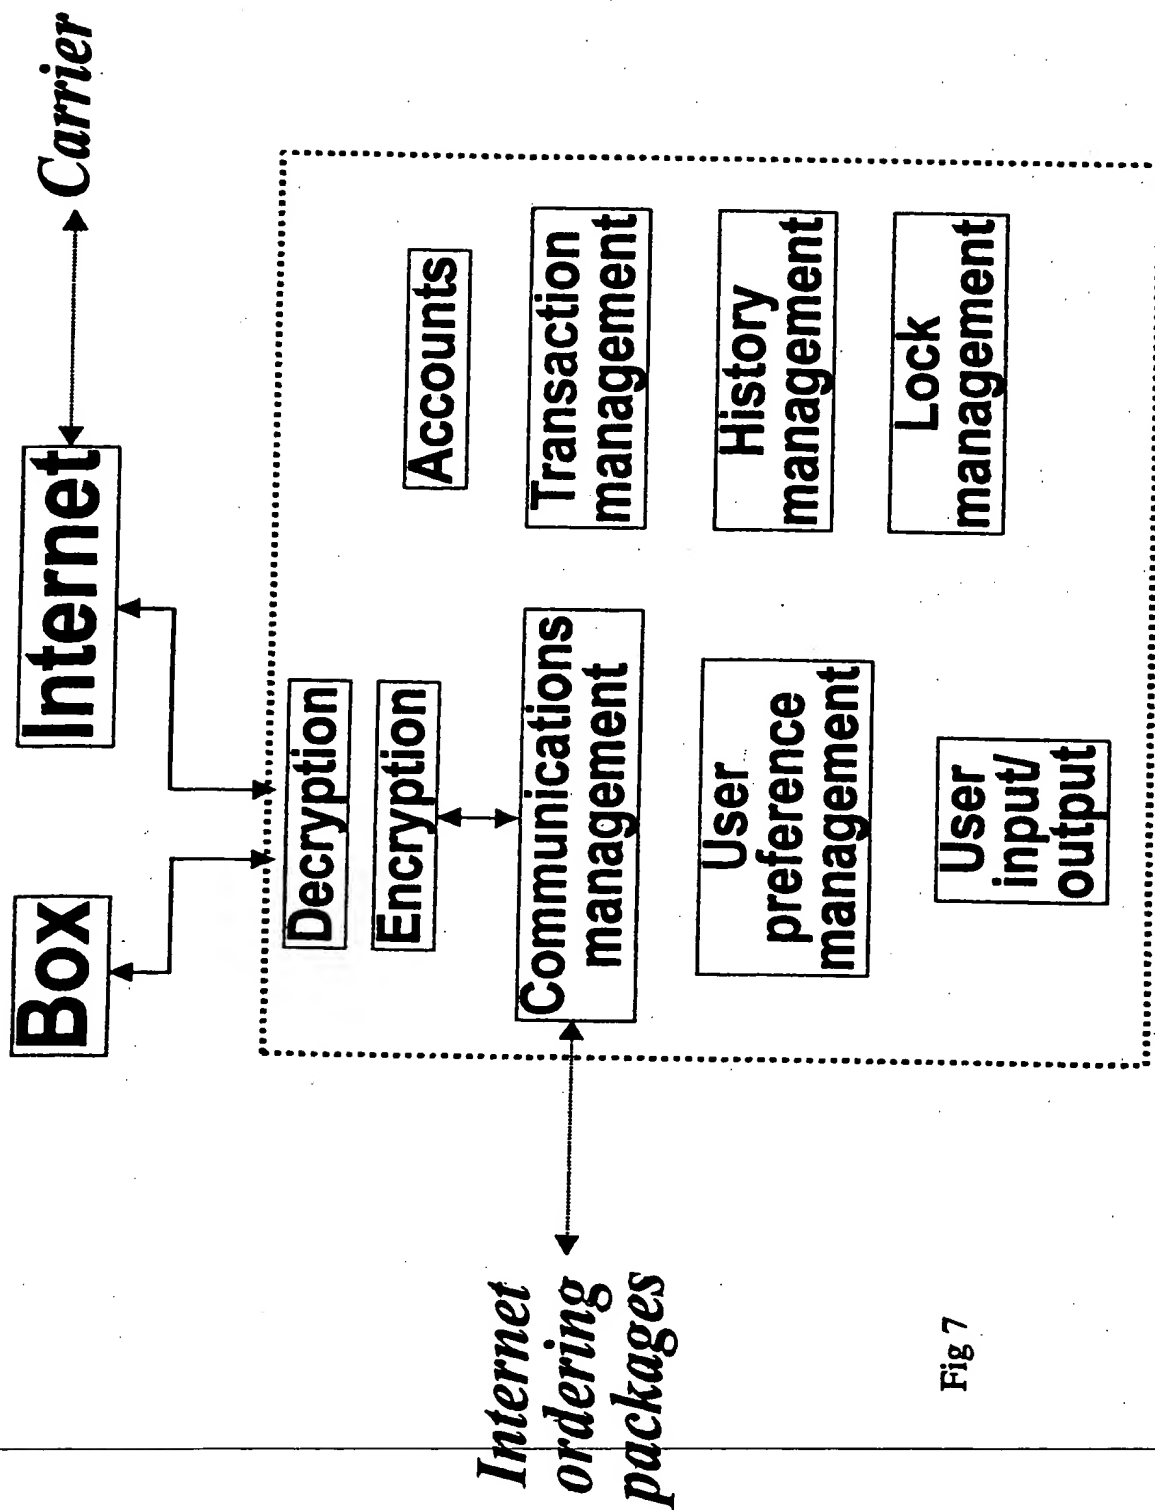 Box
Internet
Carrier
Decryption
Encryption
Accounts
Communications
management
Transaction
management
User
preference
management
History
management
User
input/
output
Lock
management
Internet
ordering
packages
Fig 7